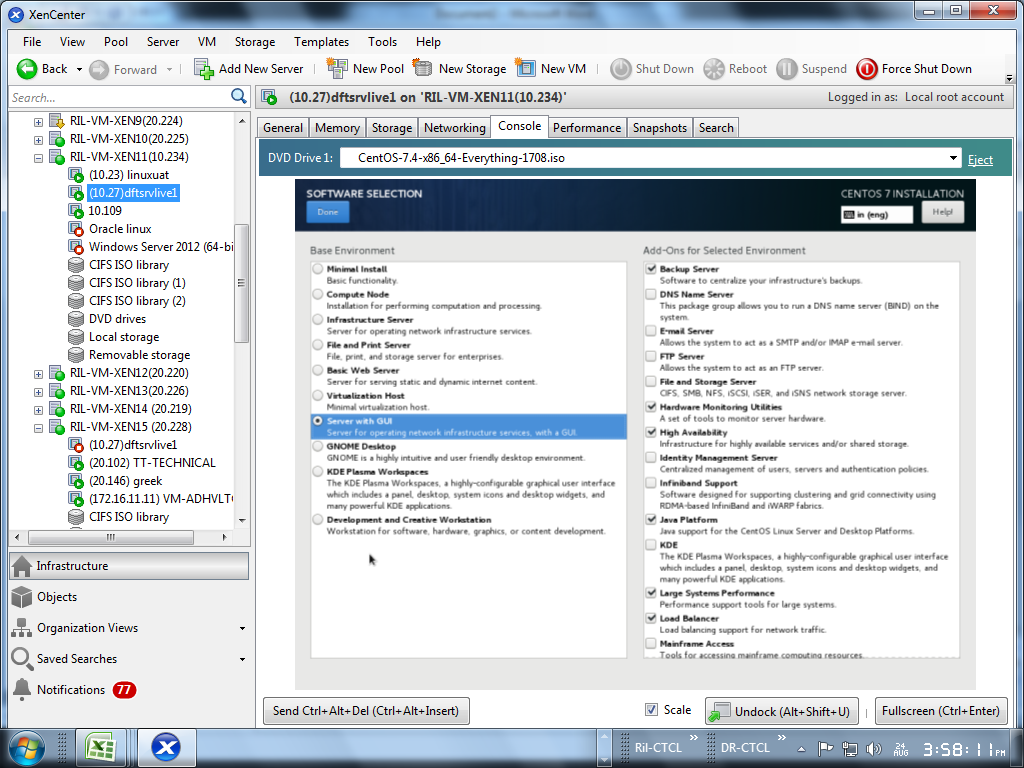 XenCenter
File View Pool Server VM Storage Templates Tools Help
Back Forward Add New Server New Pool New Storage New VM Shut Down Reboot Suspend Force Shut Down
Search...
(10.27)dftsrvlive1 on 'RIL-VM-XEN11(10.234)' Logged in as: Local root account
RIL-VM-XEN9(20.224)
RIL-VM-XEN10(20.225)
RIL-VM-XEN11(10.234)
(10.23) linuxuat
(10.27)dftsrvlive1
10.109
Oracle linux
Windows Server 2012 (64-bi
CIFS ISO library
CIFS ISO library (1)
CIFS ISO library (2)
DVD drives
Local storage
Removable storage
RIL-VM-XEN12(20.220)
RIL-VM-XEN13(20.226)
RIL-VM-XEN14 (20.219)
RIL-VM-XEN15 (20.228)
(10.27)dftsrvlive1
(20.102) TT-TECHNICAL
(20.146) greek
(172.16.11.11) VM-ADHVLT
CIFS ISO library
Infrastructure
Objects
Organization Views
Saved Searches
Notifications 77
General Memory Storage Networking Console Performance Snapshots Search
DVD Drive 1: CentOS-7.4-x86_64-Everything-1708.iso Eject
SOFTWARE SELECTION
Done
CENTOS 7 INSTALLATION
in (eng) Help!
Base Environment
Minimal Install
Basic functionality.
Compute Node
Installation for performing computation and processing.
Infrastructure Server
Server for operating network infrastructure services.
File and Print Server
File, print, and storage server for enterprises.
Basic Web Server
Server for serving static and dynamic internet content.
Virtualization Host
Minimal virtualization host.
Server with GUI
Server for operating network infrastructure services, with a GUI.
GNOME Desktop
GNOME is a highly intuitive and user friendly desktop environment.
KDE Plasma Workspaces
The KDE Plasma Workspaces, a highly-configurable graphical user interface
which includes a panel, desktop, system icons and desktop widgets, and
many powerful KDE applications.
Development and Creative Workstation
Workstation for software, hardware, graphics, or content development.
Add-Ons for Selected Environment
Backup Server
Software to centralize your infrastructure's backups.
DNS Name Server
This package group allows you to run a DNS name server (BIND) on the
system.
E-mail Server
Allows the system to act as a SMTP and/or IMAP e-mail server.
FTP Server
Allows the system to act as an FTP server.
File and Storage Server
CIFS, SMB, NFS, iSCSI, iSER, and iSNS network storage server.
Hardware Monitoring Utilities
A set of tools to monitor server hardware.
High Availability
Infrastructure for highly available services and/or shared storage.
Identity Management Server
Centralized management of users, servers and authentication policies.
Infiniband Support
Software designed for supporting clustering and grid connectivity using
RDMA-based InfiniBand and iWARP fabrics.
Java Platform
Java support for the CentOS Linux Server and Desktop Platforms.
KDE
The KDE Plasma Workspaces, a highly-configurable graphical user interface
which includes a panel, desktop, system icons and desktop widgets, and
many powerful KDE applications.
Large Systems Performance
Performance support tools for large systems.
Load Balancer
Load balancing support for network traffic.
Mainframe Access
Tools for accessing mainframe computing resources.
Send Ctrl+Alt+Del (Ctrl+Alt+Insert) Scale Undock (Alt+Shift+U) Fullscreen (Ctrl+Enter)
Ril-CTCL DR-CTCL 24 AUG 3:58:11 PM